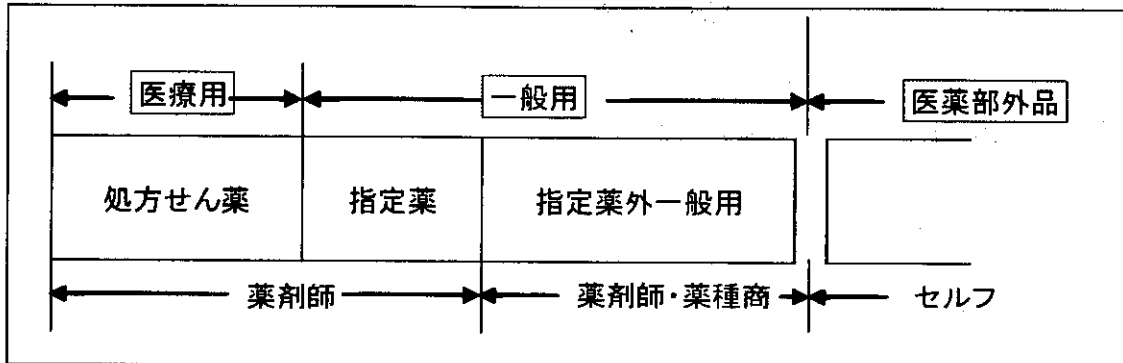 医療用 一般用 医薬部外品
処方せん薬 指定薬 指定薬外一般用
薬剤師 薬剤師・薬種商 セルフ